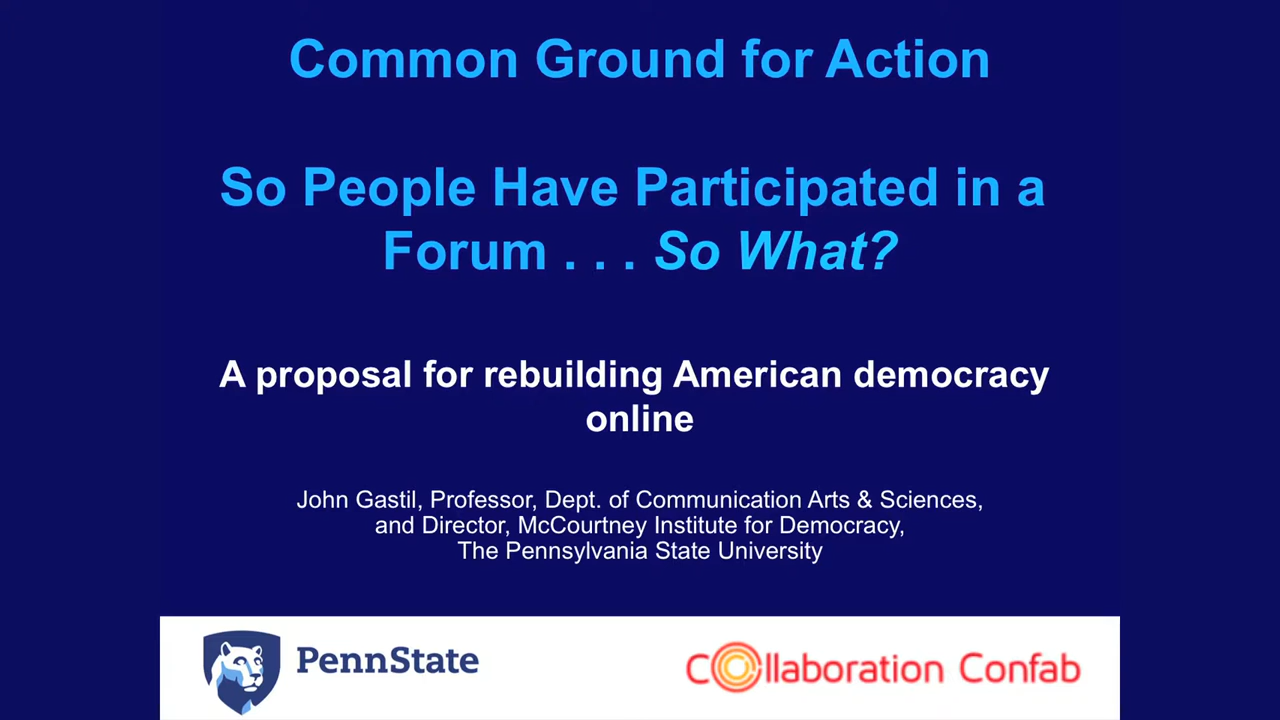 Common Ground for Action
So People Have Participated in a
Forum . . . So What?
A proposal for rebuilding American democracy
online
John Gastil, Professor, Dept. of Communication Arts & Sciences,
and Director, McCourtney Institute for Democracy,
The Pennsylvania State University
PennState
Collaboration Confab